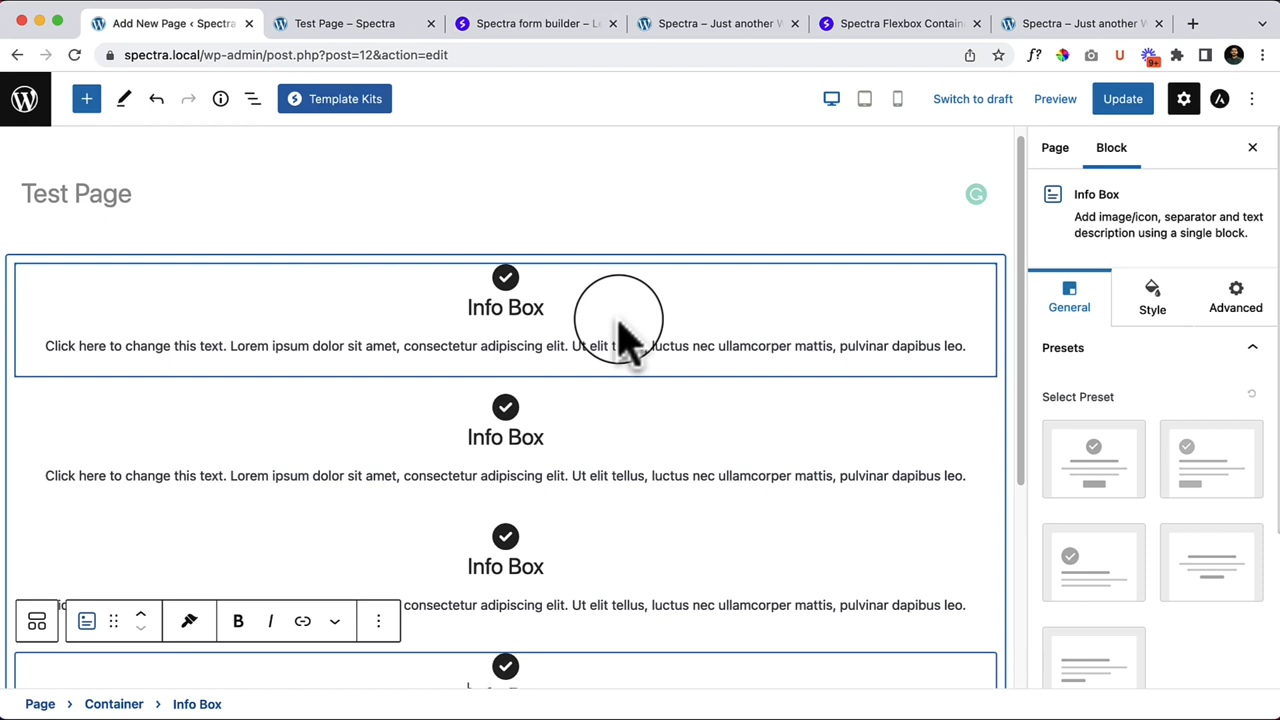 Add New Page ‹ Spectra
Test Page – Spectra
Spectra form builder – Le
Spectra – Just another W
Spectra Flexbox Contain
Spectra – Just another W
spectra.local/wp-admin/post.php?post=12&action=edit
f?
U
9+
Template Kits
Switch to draft
Preview
Update
Page
Block
Test Page
Info Box
Add image/icon, separator and text
description using a single block.
General
Style
Advanced
Presets
Select Preset
Info Box
Click here to change this text. Lorem ipsum dolor sit amet, consectetur adipiscing elit. Ut elit luctus nec ullamcorper mattis, pulvinar dapibus leo.
Info Box
Click here to change this text. Lorem ipsum dolor sit amet, consectetur adipiscing elit. Ut elit tellus, luctus nec ullamcorper mattis, pulvinar dapibus leo.
Info Box
consectetur adipiscing elit. Ut elit tellus, luctus nec ullamcorper mattis, pulvinar dapibus leo.
B
I
Page
Container
Info Box